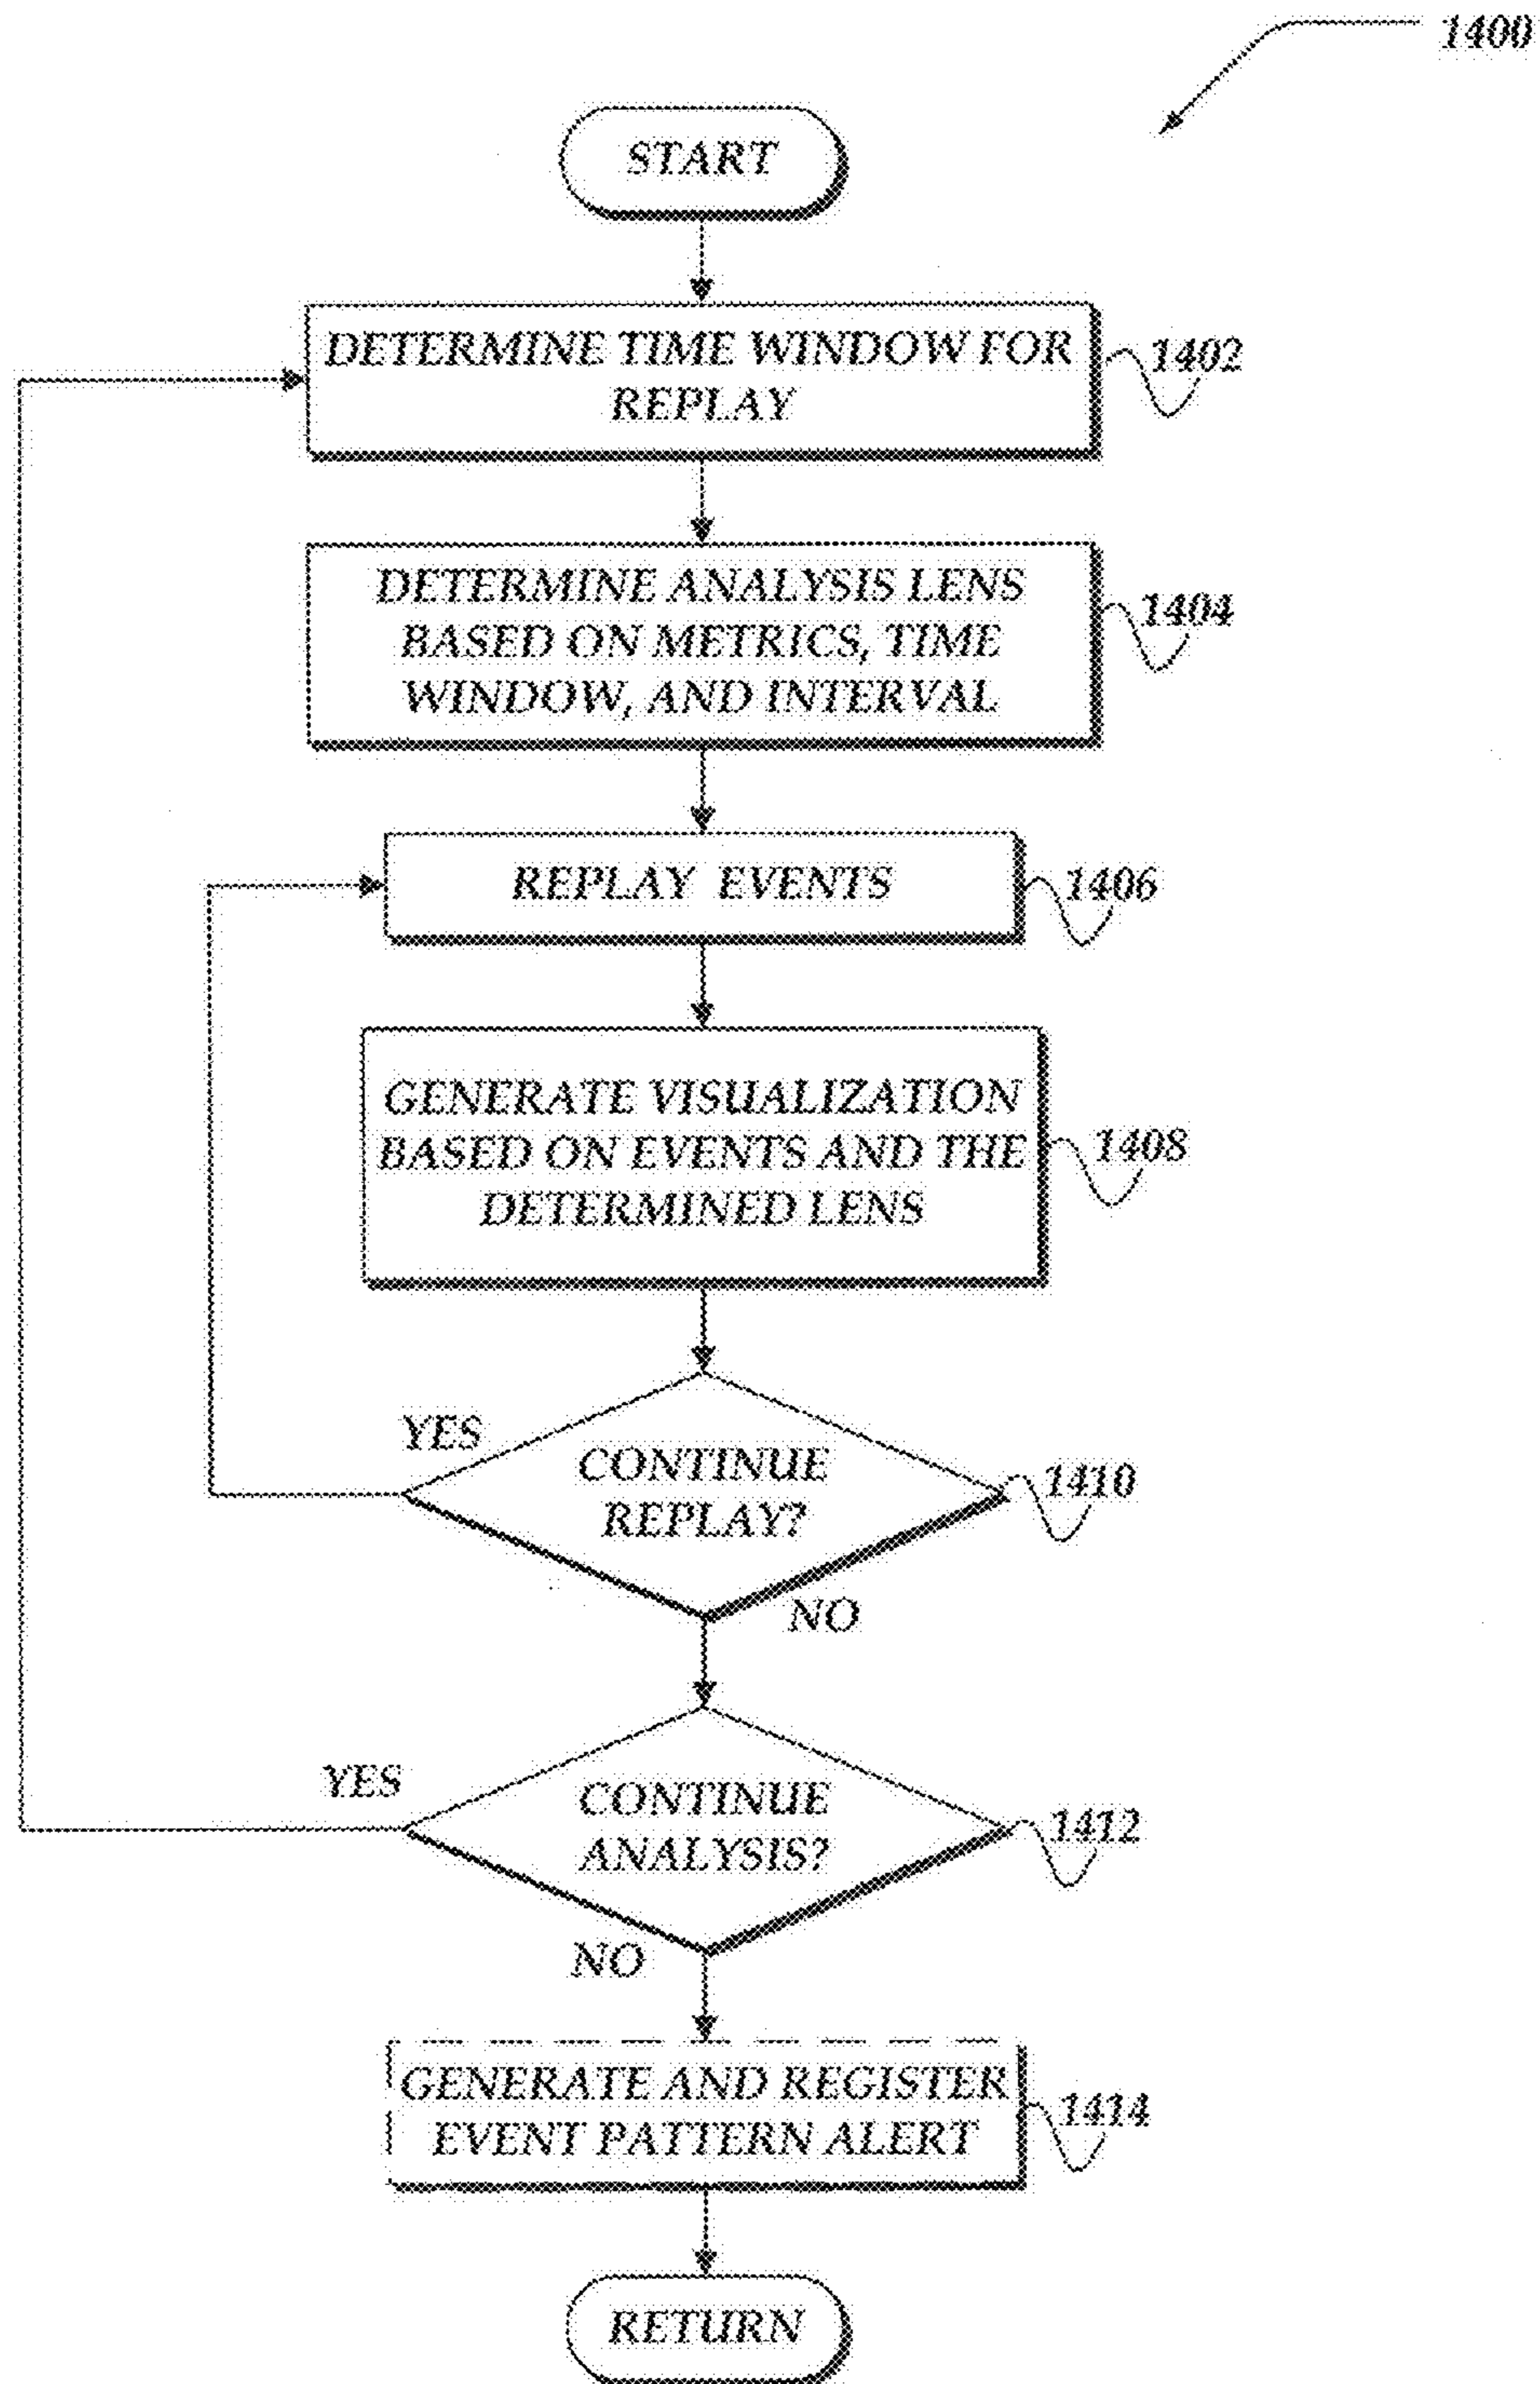 1400
START
DETERMINE TIME WINDOW FOR
REPLAY
1402
DETERMINE ANALYSIS LENS
BASED ON METRICS, TIME
WINDOW, AND INTERVAL
1404
REPLAY EVENTS
1406
GENERATE VISUALIZATION
BASED ON EVENTS AND THE
DETERMINED LENS
1408
YES
CONTINUE
REPLAY?
1410
NO
YES
CONTINUE
ANALYSIS?
1412
NO
GENERATE AND REGISTER
EVENT PATTERN ALERT
1414
RETURN